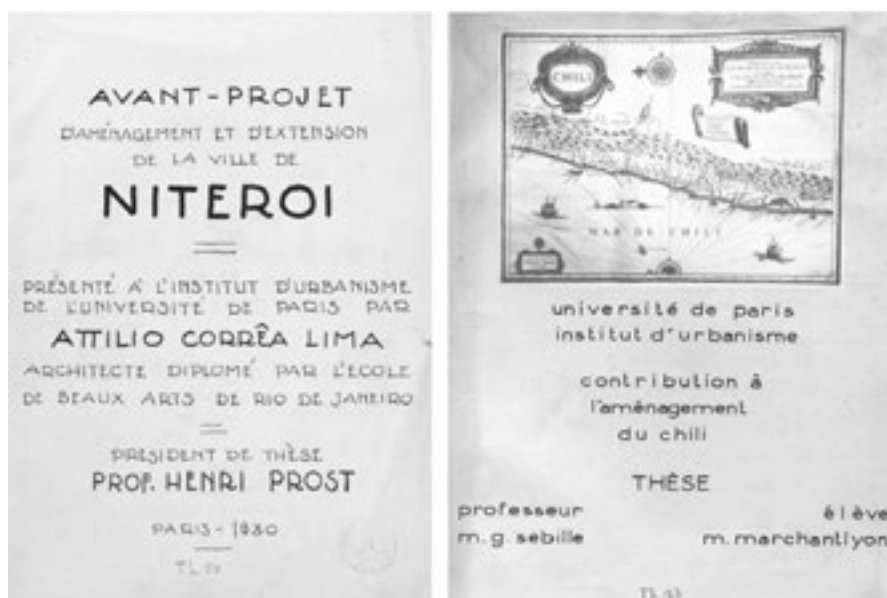 AVANT-PROJET
D'AMÉNAGEMENT ET D'EXTENSION
DE LA VILLE DE
NITEROI
PRÉSENTÉ A L'INSTITUT D'URBANISME
DE L'UNIVERSITÉ DE PARIS PAR
ATTILIO CORRÊA LIMA
ARCHITECTE DIPLOMÉ PAR L'ECOLE
DE BEAUX ARTS DE RIO DE JANEIRO
PRÉSIDENT DE THÈSE
PROF. HENRI PROST
PARIS - 1930
CHILI
MAR DE CHILI
université de paris
institut d'urbanisme
contribution à
l'aménagement
du chili
THÈSE
professeur
m. g. sebille
élève
m. marchantlyon